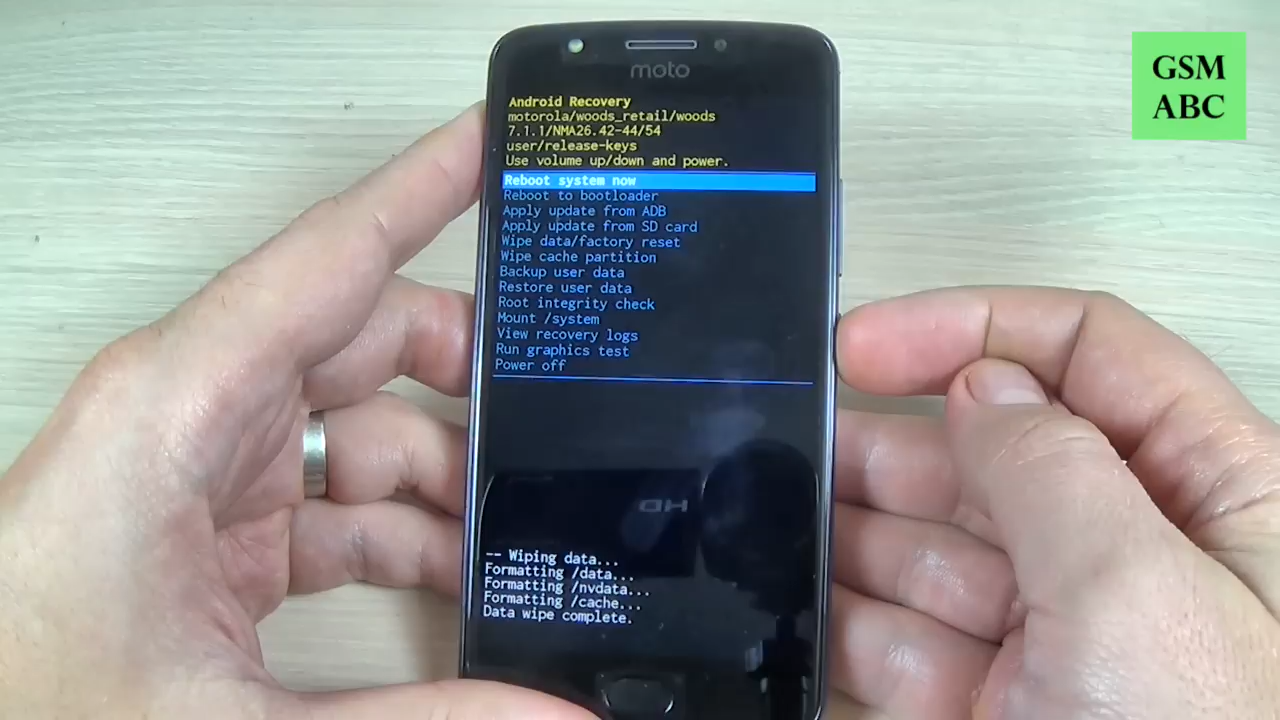 GSM
ABC
moto
Android Recovery
motorola/woods_retail/woods
7.1.1/NMA26.42-44/54
user/release-keys
Use volume up/down and power.
Reboot system now
Reboot to bootloader
Apply update from ADB
Apply update from SD card
Wipe data/factory reset
Wipe cache partition
Backup user data
Restore user data
Root integrity check
Mount /system
View recovery logs
Run graphics test
Power off
HD
-- Wiping data...
Formatting /data...
Formatting /nvdata...
Formatting /cache...
Data wipe complete.